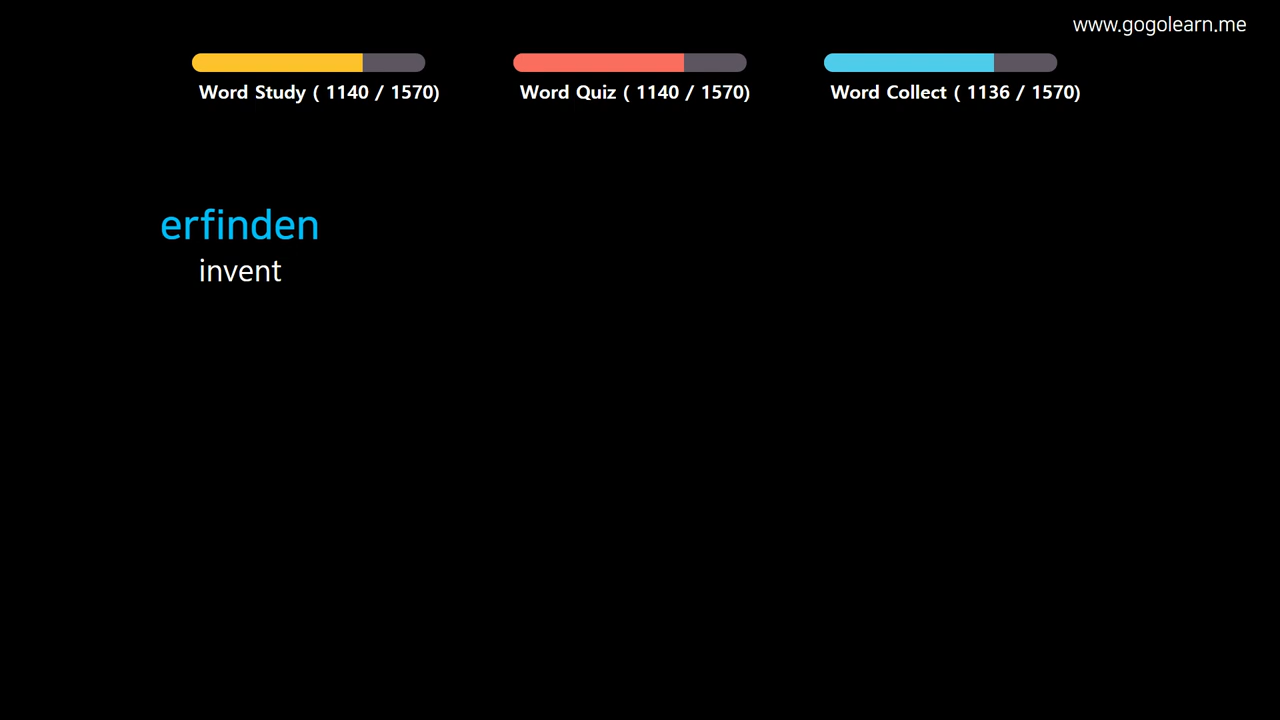 www.gogolearn.me
Word Study ( 1140 / 1570)
Word Quiz ( 1140 / 1570)
Word Collect ( 1136 / 1570)
erfinden
invent